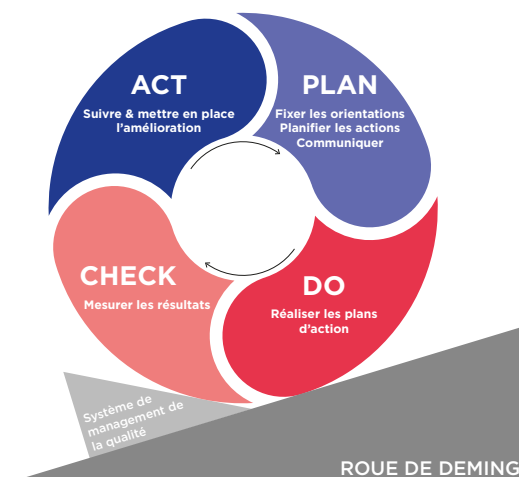 ACT
Suivre & mettre en place
l'amélioration
PLAN
Fixer les orientations
Planifier les actions
Communiquer
CHECK
Mesurer les résultats
DO
Réaliser les plans
d'action
Système de
management de
la qualité
ROUE DE DEMING